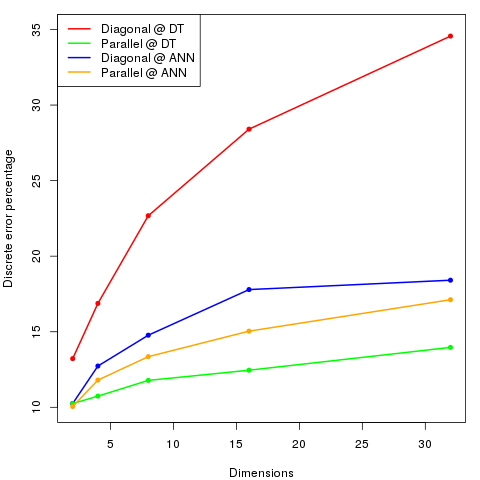 Diagonal @ DT
Parallel @ DT
Diagonal @ ANN
Parallel @ ANN
35
30
25
20
15
10
Discrete error percentage
5 10 15 20 25 30
Dimensions